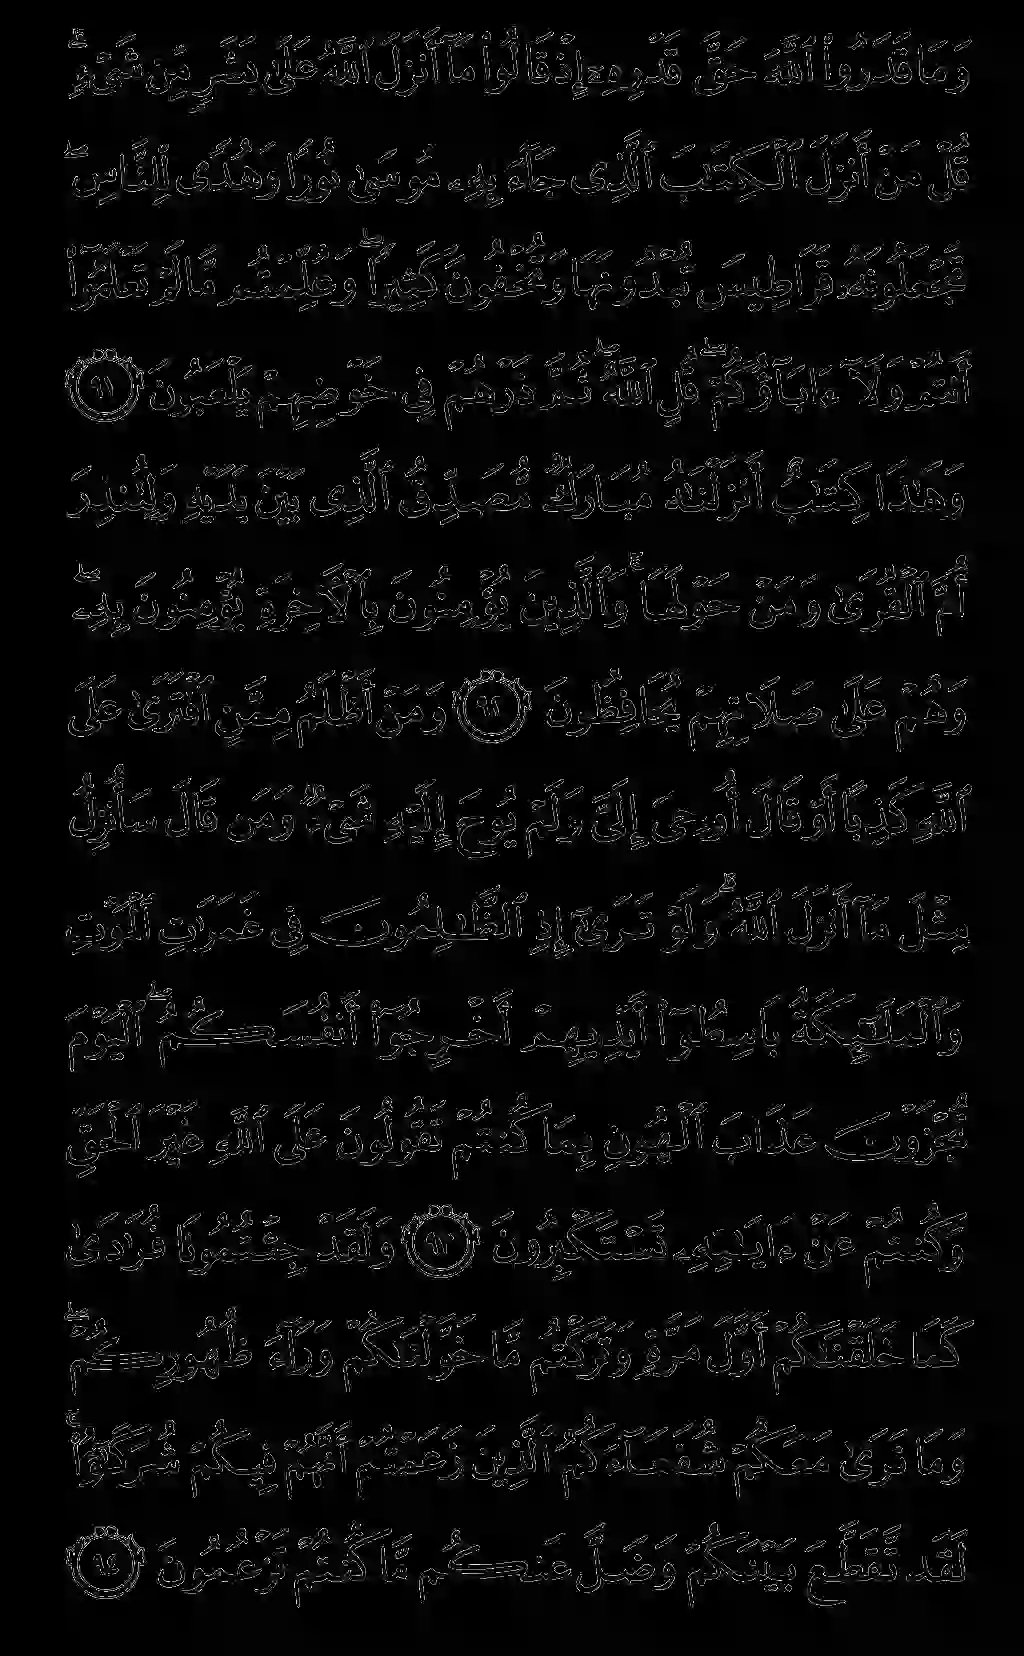 وَمَا قَدَرُوا۟ ٱللَّهَ حَقَّ قَدْرِهِۦٓ إِذْ قَالُوا۟ مَآ أَنزَلَ ٱللَّهُ عَلَىٰ بَشَرٍ مِّن شَىْءٍ ۗ
قُلْ مَنْ أَنزَلَ ٱلْكِتَـٰبَ ٱلَّذِى جَآءَ بِهِۦ مُوسَىٰ نُورًا وَهُدًى لِّلنَّاسِ ۖ
تَجْعَلُونَهُۥ قَرَاطِيسَ تُبْدُونَهَا وَتُخْفُونَ كَثِيرًا ۖ وَعُلِّمْتُم مَّا لَمْ تَعْلَمُوٓا۟
أَنتُمْ وَلَآ ءَابَآؤُكُمْ ۖ قُلِ ٱللَّهُ ۖ ثُمَّ ذَرْهُمْ فِى خَوْضِهِمْ يَلْعَبُونَ ٩١
وَهَـٰذَا كِتَـٰبٌ أَنزَلْنَـٰهُ مُبَارَكٌ مُّصَدِّقُ ٱلَّذِى بَيْنَ يَدَيْهِ وَلِتُنذِرَ
أُمَّ ٱلْقُرَىٰ وَمَنْ حَوْلَهَا ۚ وَٱلَّذِينَ يُؤْمِنُونَ بِٱلْـَٔاخِرَةِ يُؤْمِنُونَ بِهِۦ ۖ
وَهُمْ عَلَىٰ صَلَاتِهِمْ يُحَافِظُونَ ٩٢ وَمَنْ أَظْلَمُ مِمَّنِ ٱفْتَرَىٰ عَلَى
ٱللَّهِ كَذِبًا أَوْ قَالَ أُوحِىَ إِلَىَّ وَلَمْ يُوحَ إِلَيْهِ شَىْءٌ وَمَن قَالَ سَأُنزِلُ
مِثْلَ مَآ أَنزَلَ ٱللَّهُ ۗ وَلَوْ تَرَىٰٓ إِذِ ٱلظَّـٰلِمُونَ فِى غَمَرَٰتِ ٱلْمَوْتِ
وَٱلْمَلَـٰٓئِكَةُ بَاسِطُوٓا۟ أَيْدِيهِمْ أَخْرِجُوٓا۟ أَنفُسَكُمُ ۖ ٱلْيَوْمَ
تُجْزَوْنَ عَذَابَ ٱلْهُونِ بِمَا كُنتُمْ تَقُولُونَ عَلَى ٱللَّهِ غَيْرَ ٱلْحَقِّ
وَكُنتُمْ عَنْ ءَايَـٰتِهِۦ تَسْتَكْبِرُونَ ٩٣ وَلَقَدْ جِئْتُمُونَا فُرَٰدَىٰ
كَمَا خَلَقْنَـٰكُمْ أَوَّلَ مَرَّةٍ وَتَرَكْتُم مَّا خَوَّلْنَـٰكُمْ وَرَآءَ ظُهُورِكُمْ ۖ
وَمَا نَرَىٰ مَعَكُمْ شُفَعَآءَكُمُ ٱلَّذِينَ زَعَمْتُمْ أَنَّهُمْ فِيكُمْ شُرَكَـٰٓؤُا۟ ۚ
لَقَد تَّقَطَّعَ بَيْنَكُمْ وَضَلَّ عَنكُم مَّا كُنتُمْ تَزْعُمُونَ ٩٤